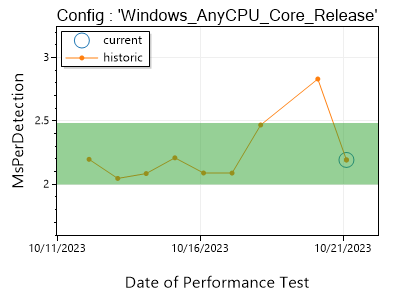 Config : 'Windows_AnyCPU_Core_Release'
current
historic
MsPerDetection
3
2.5
2
10/11/2023
10/16/2023
10/21/2023
Date of Performance Test